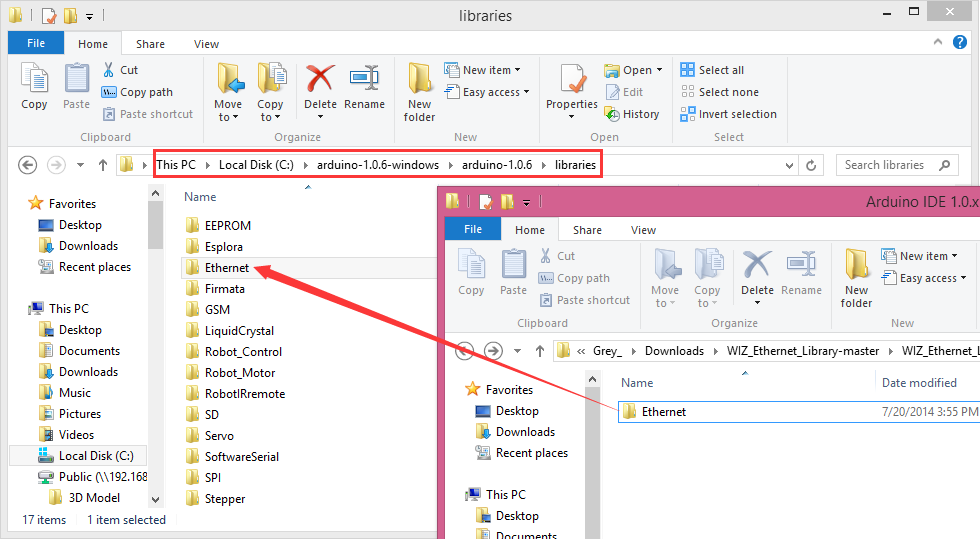 libraries
File Home Share View
Copy Paste Cut Copy path Paste shortcut
Clipboard
Move to Copy to Delete Rename
Organize
New folder New item Easy access
New
Properties Open Edit History
Open
Select all Select none Invert selection
Select
This PC Local Disk (C:) arduino-1.0.6-windows arduino-1.0.6 libraries
Search libraries
Favorites
Desktop
Downloads
Recent places
This PC
Desktop
Documents
Downloads
Music
Pictures
Videos
Local Disk (C:)
Public (\\192.168
3D Model
Name
EEPROM
Esplora
Ethernet
Firmata
GSM
LiquidCrystal
Robot_Control
Robot_Motor
RobotIRremote
SD
Servo
SoftwareSerial
SPI
Stepper
17 items 1 item selected
Arduino IDE 1.0.x
File Home Share View
Copy Paste Cut Copy path Paste shortcut
Clipboard
Move to Copy to Delete Rename
Organize
New folder New item Easy access
New
« Grey_ Downloads WIZ_Ethernet_Library-master WIZ_Ethernet_L
Favorites
Desktop
Downloads
Recent places
This PC
Desktop
Documents
Name Date modified
Ethernet 7/20/2014 3:55 PM